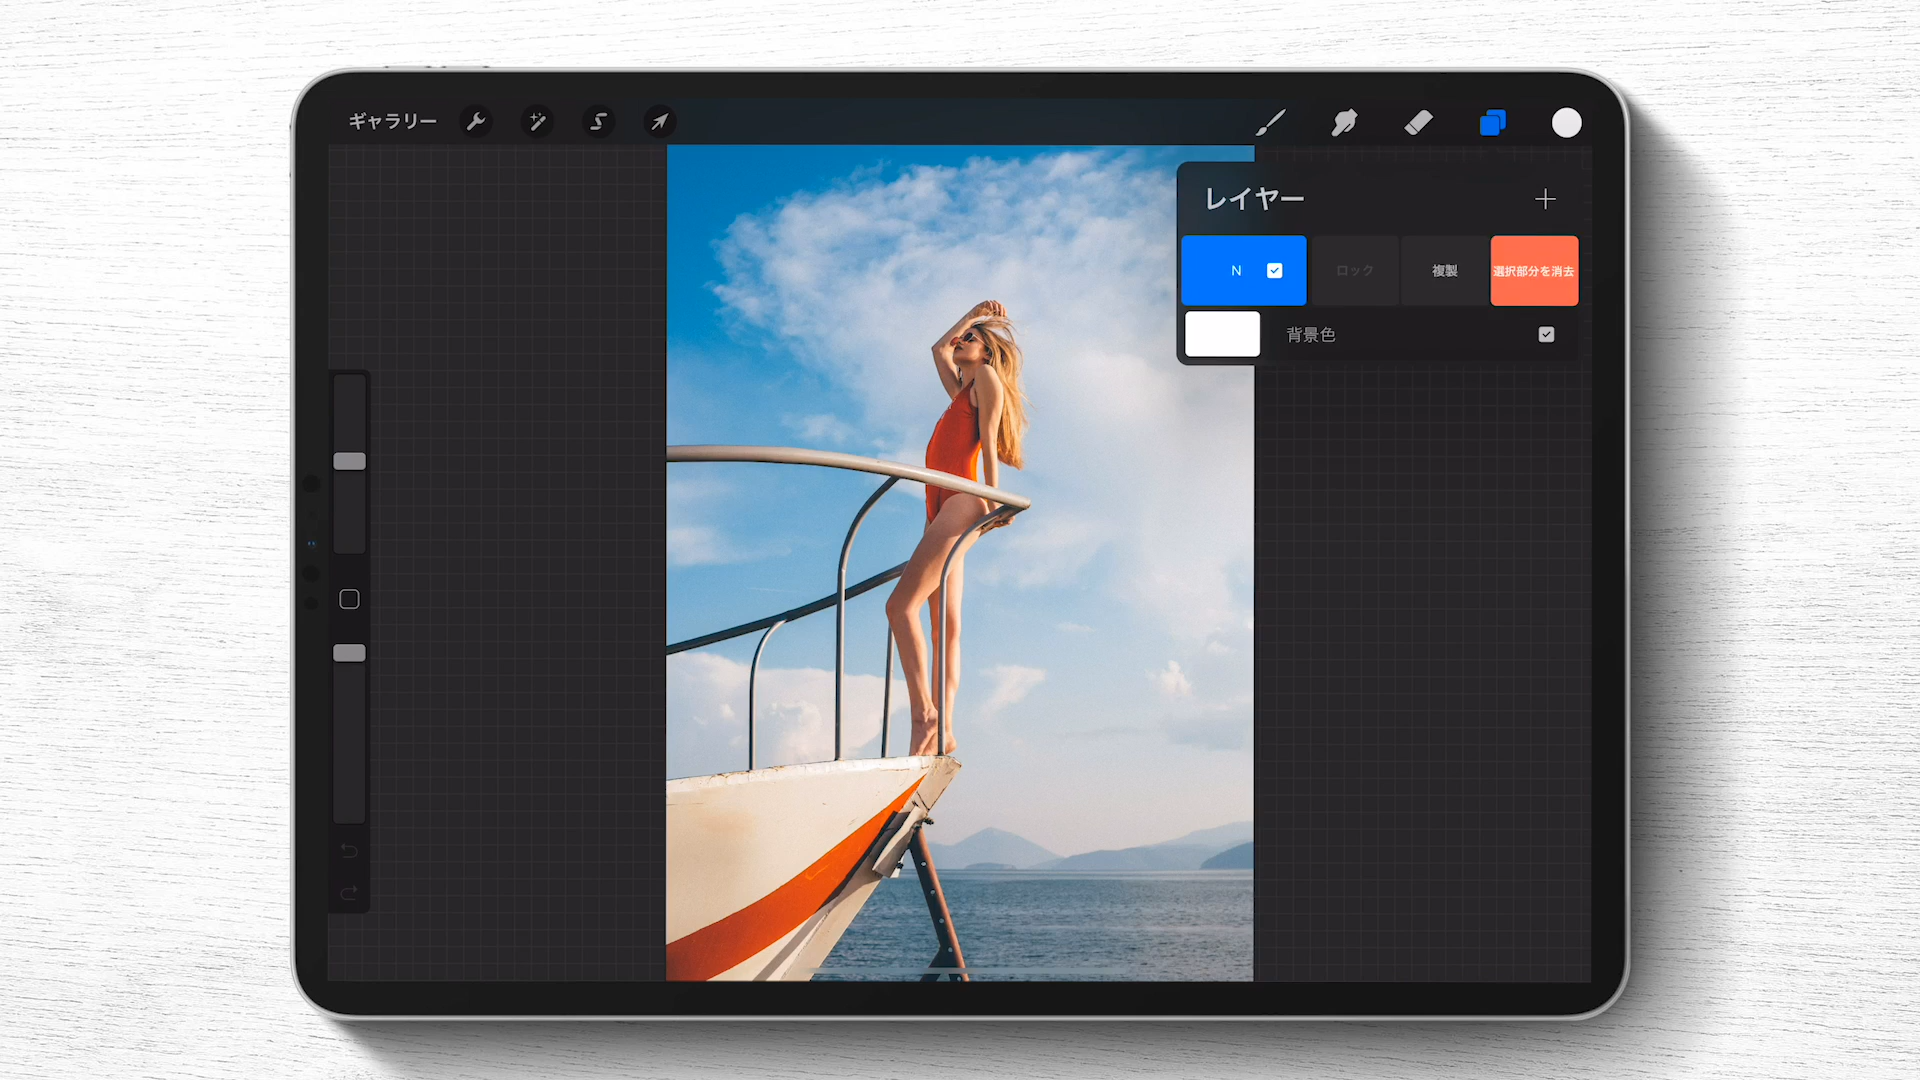 ギャラリー
レイヤー
N
ロック
複製
選択部分を消去
背景色